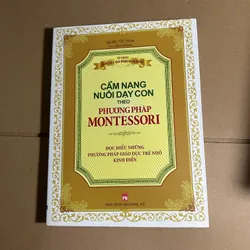 CẨM NANG
NUÔI DẠY CON
THEO
PHƯƠNG PHÁP
MONTESSORI
ĐỌC HIỂU NHỮNG
PHƯƠNG PHÁP GIÁO DỤC TRẺ NHỎ
KINH ĐIỂN